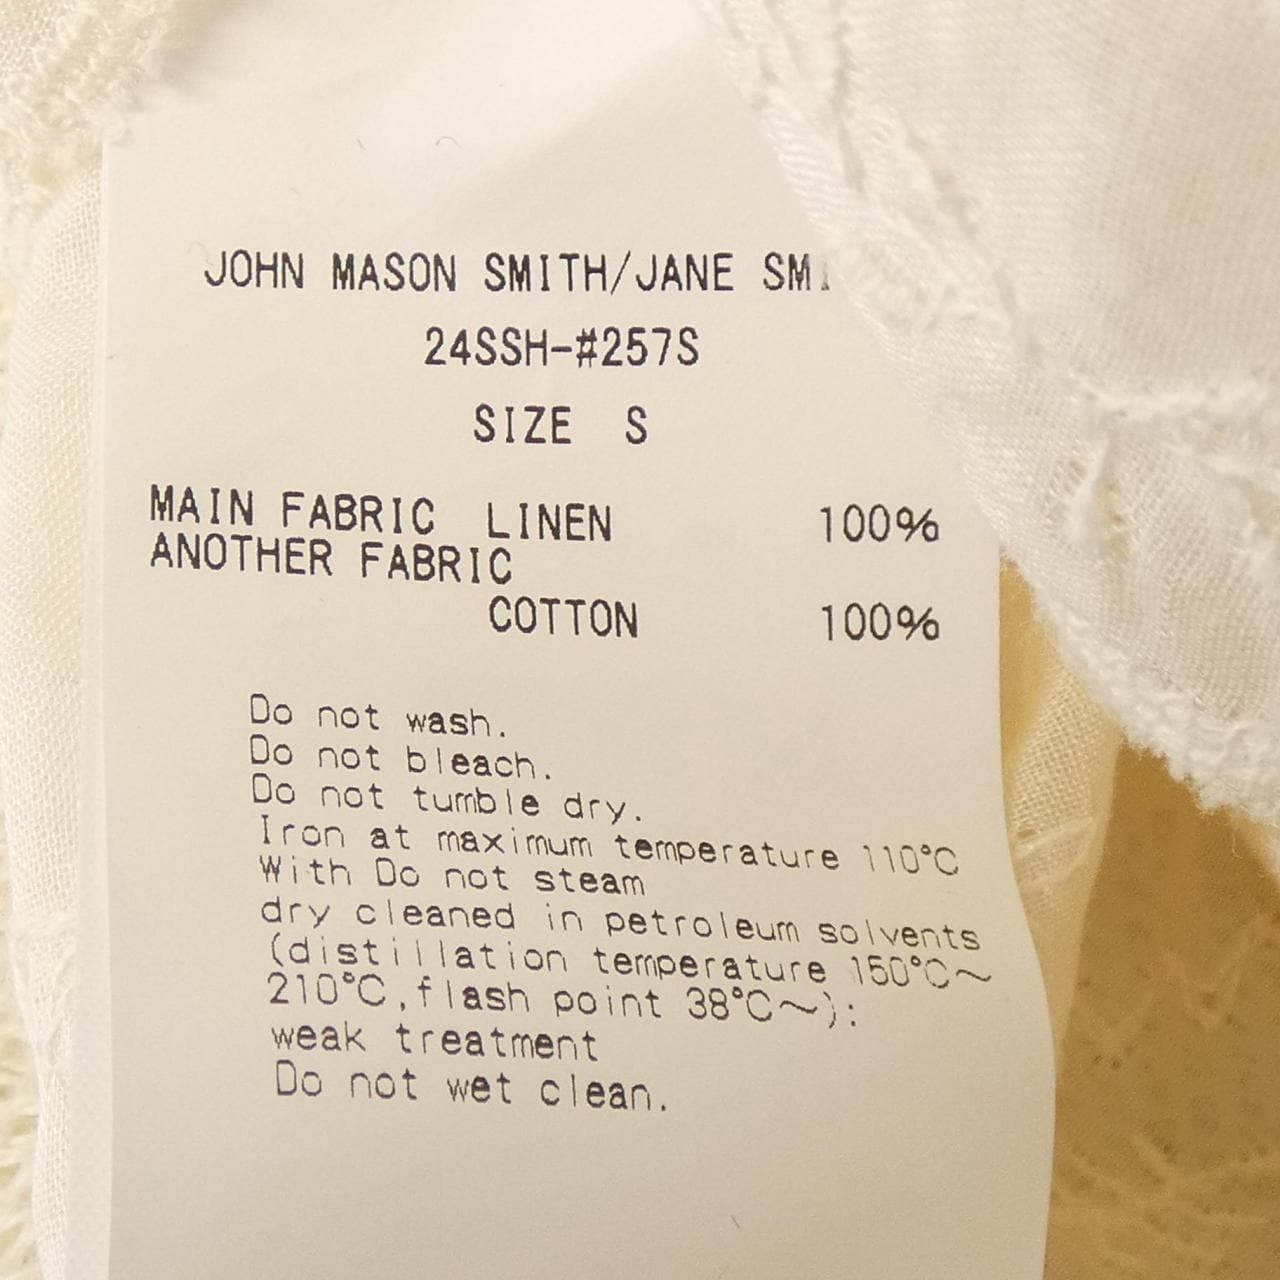 JOHN MASON SMITH/JANE
24SSH-#257S
SIZE S
MAIN FABRIC LINEN 100%
ANOTHER FABRIC
COTTON 100%
Do not wash.
Do not bleach.
Do not tumble dry.
Iron at maximum temperature 110°C
With Do not steam
dry cleaned in petroleum solvents
(distillation temperature 150°C~
210°C,flash point 38°C~):
weak treatment
Do not wet clean.